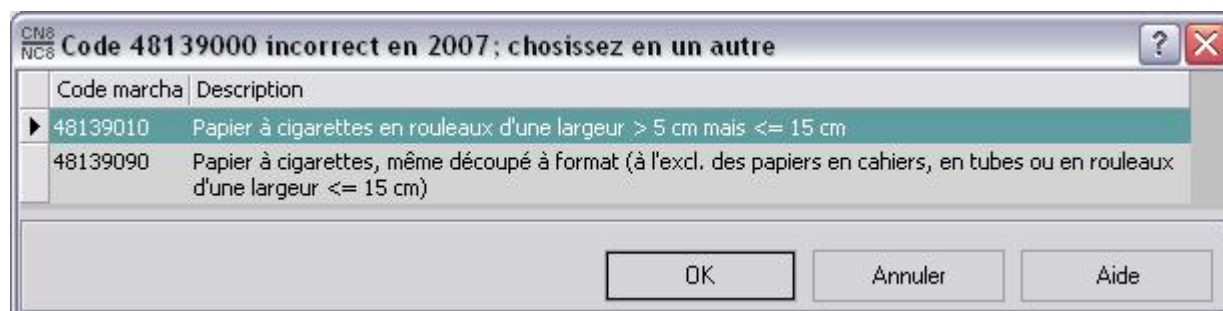 CN8
NC8 Code 48139000 incorrect en 2007; chosissez en un autre
Code marcha Description
48139010 Papier à cigarettes en rouleaux d'une largeur > 5 cm mais <= 15 cm
48139090 Papier à cigarettes, même découpé à format (à l'excl. des papiers en cahiers, en tubes ou en rouleaux
d'une largeur <= 15 cm)
OK Annuler Aide